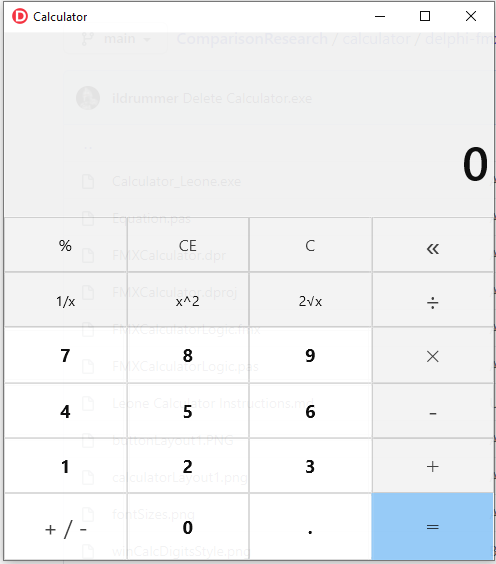 Calculator
main
ComparisonResearch / calculator / delphi-fmx
lldrummer Delete Calculator.exe
0
Calculator_Leone.exe
Equation.pas
% CE C «
FMXCalculator.dpr
FMXCalculator.dproj
1/x x^2 2√x ÷
FMXCalculatorLogic.fmx
7 8 9 ×
FMXCalculatorLogic.pas
Leone Calculator Instructions.md
4 5 6 -
buttonLayout1.PNG
1 2 3 +
calculatorLayout1.png
fontSizes.png
+ / - 0 . =
winCalcDigitsStyle.png